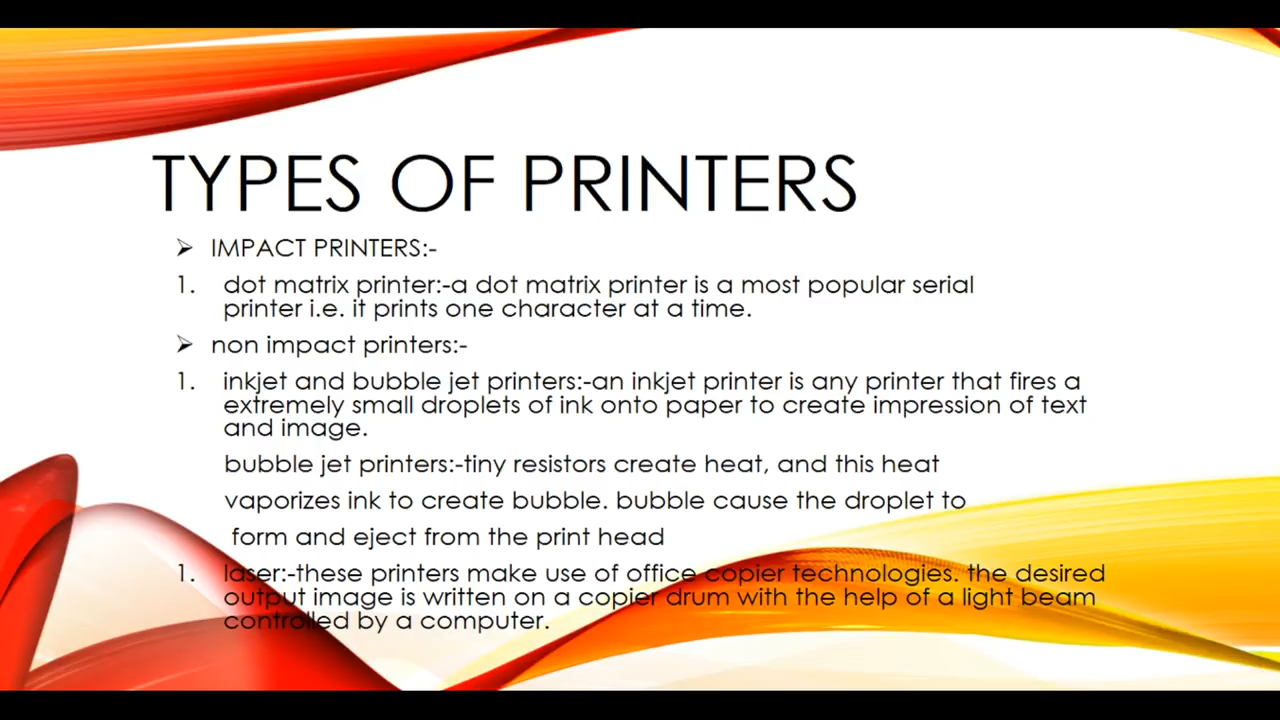 TYPES OF PRINTERS
➢ IMPACT PRINTERS:-
1. dot matrix printer:-a dot matrix printer is a most popular serial
printer i.e. it prints one character at a time.
➢ non impact printers:-
1. inkjet and bubble jet printers:-an inkjet printer is any printer that fires a
extremely small droplets of ink onto paper to create impression of text
and image.
bubble jet printers:-tiny resistors create heat, and this heat
vaporizes ink to create bubble. bubble cause the droplet to
form and eject from the print head
1. laser:-these printers make use of office copier technologies. the desired
output image is written on a copier drum with the help of a light beam
controlled by a computer.